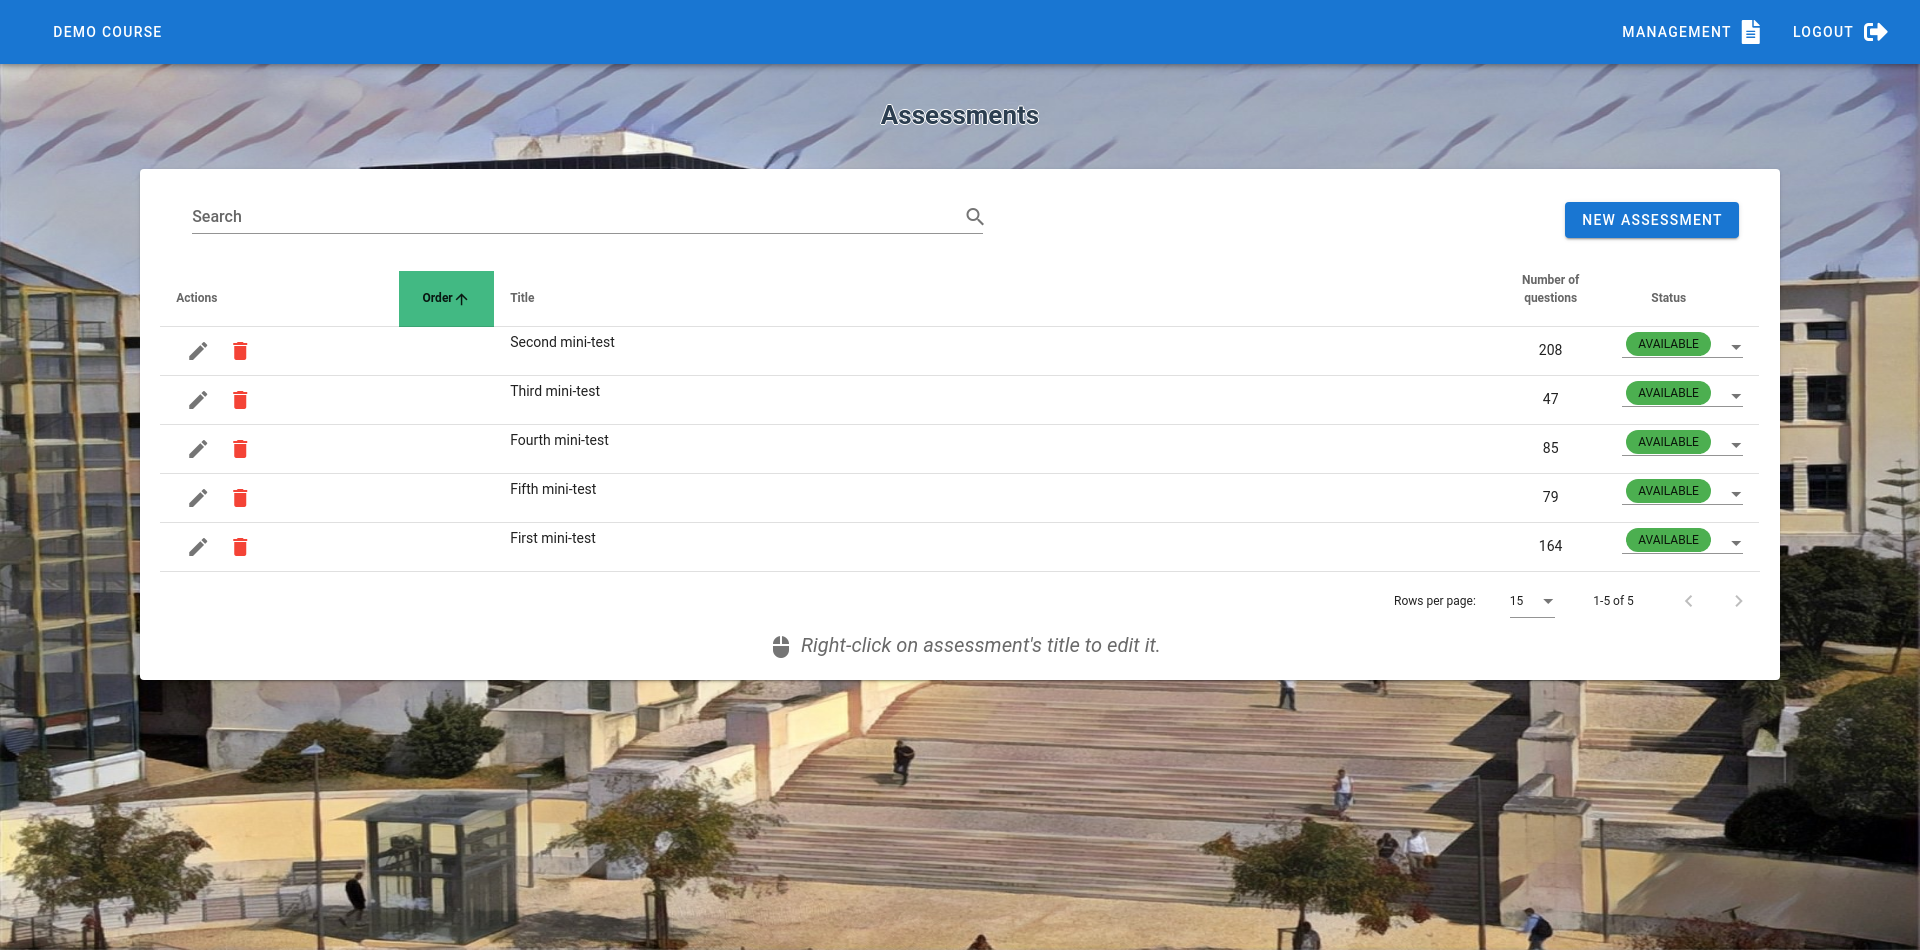 DEMO COURSE
MANAGEMENT
LOGOUT
Assessments
Search
NEW ASSESSMENT
Actions
Order
Title
Number of
questions
Status
Second mini-test
208
AVAILABLE
Third mini-test
47
AVAILABLE
Fourth mini-test
85
AVAILABLE
Fifth mini-test
79
AVAILABLE
First mini-test
164
AVAILABLE
Rows per page:
15
1-5 of 5
Right-click on assessment's title to edit it.